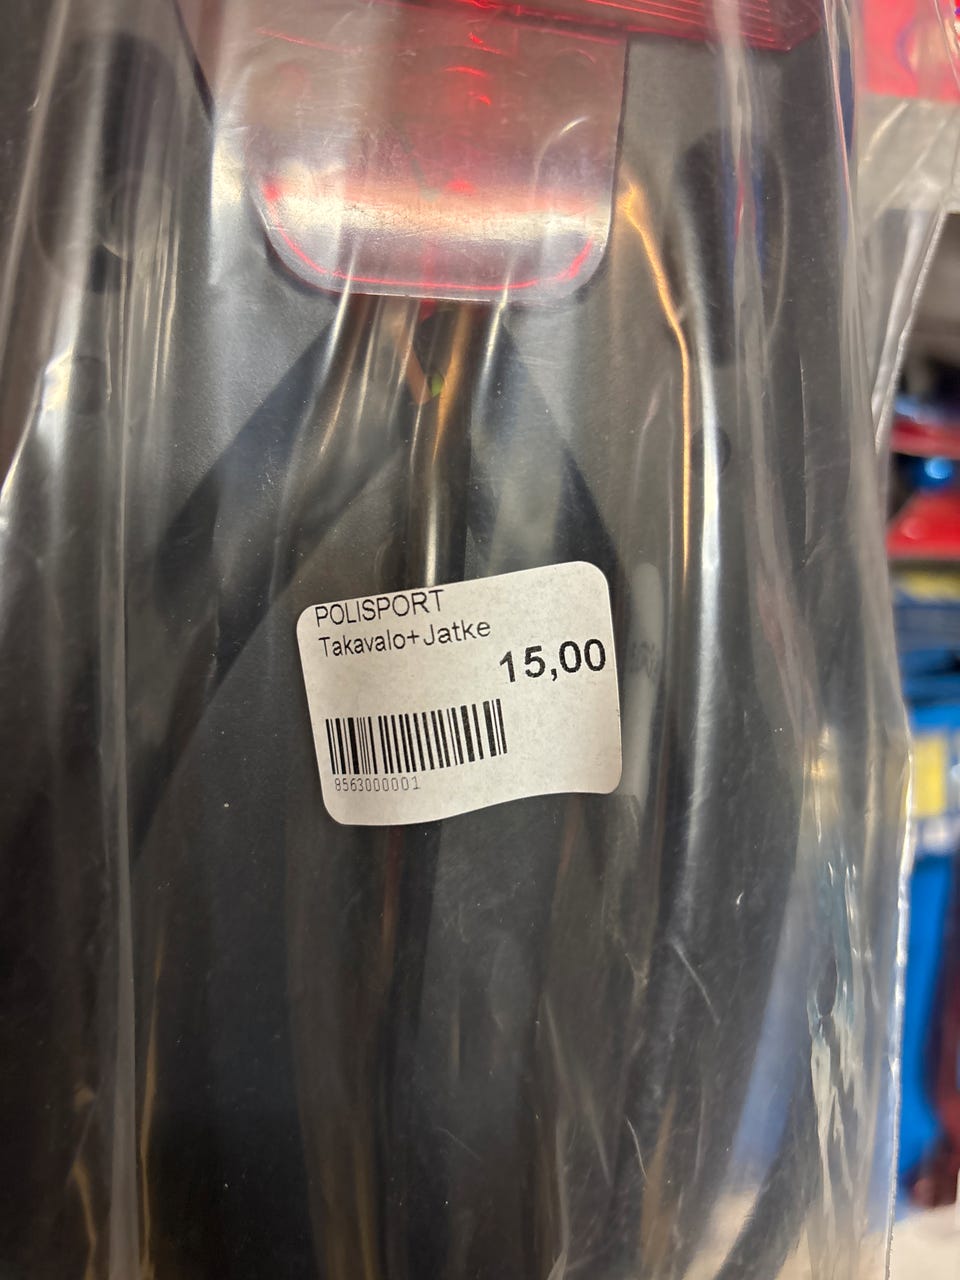 POLISPORT
Takavalo+Jatke
15,00
8563000001